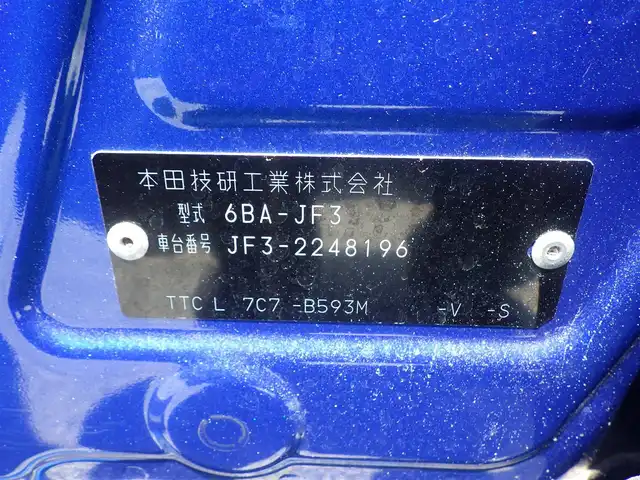 本田技研工業株式会社
型式 6BA-JF3
車台番号 JF3-2248196
TTC L 7C7 -B593M -V -S